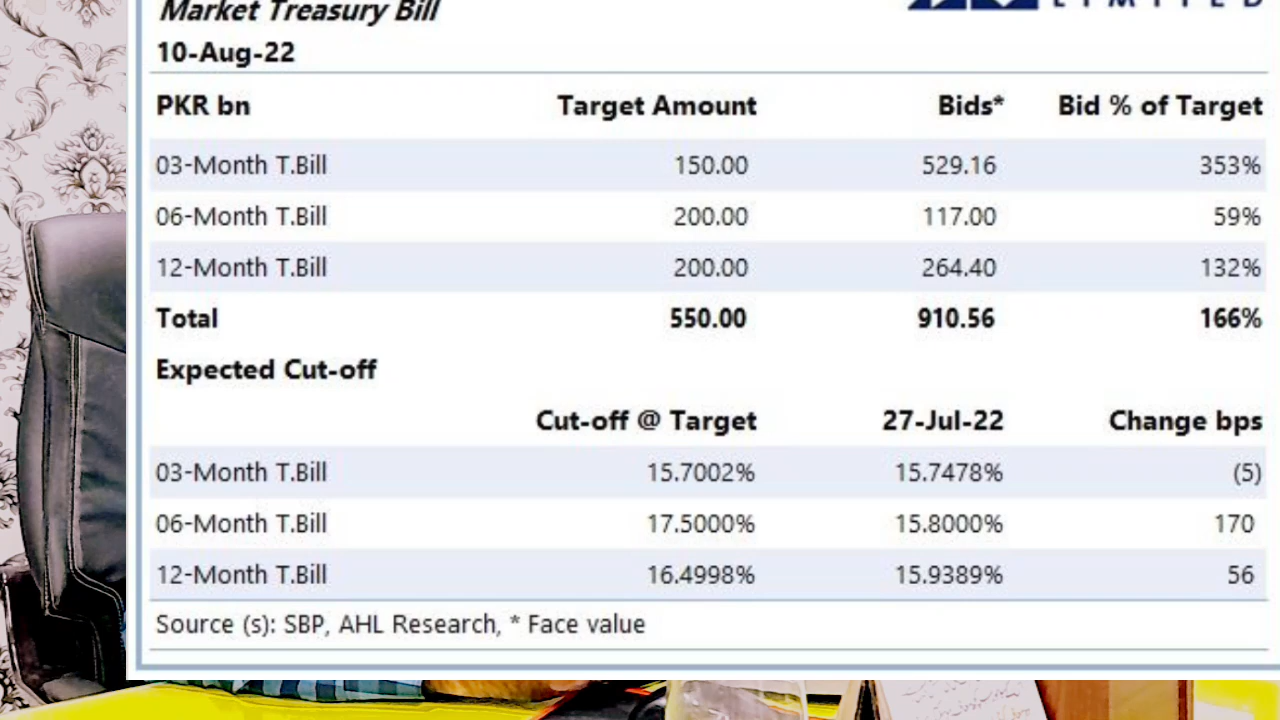 Market Treasury Bill
LIMITED
10-Aug-22
PKR bn Target Amount Bids* Bid % of Target
03-Month T.Bill 150.00 529.16 353%
06-Month T.Bill 200.00 117.00 59%
12-Month T.Bill 200.00 264.40 132%
Total 550.00 910.56 166%
Expected Cut-off
Cut-off @ Target 27-Jul-22 Change bps
03-Month T.Bill 15.7002% 15.7478% (5)
06-Month T.Bill 17.5000% 15.8000% 170
12-Month T.Bill 16.4998% 15.9389% 56
Source (s): SBP, AHL Research, * Face value